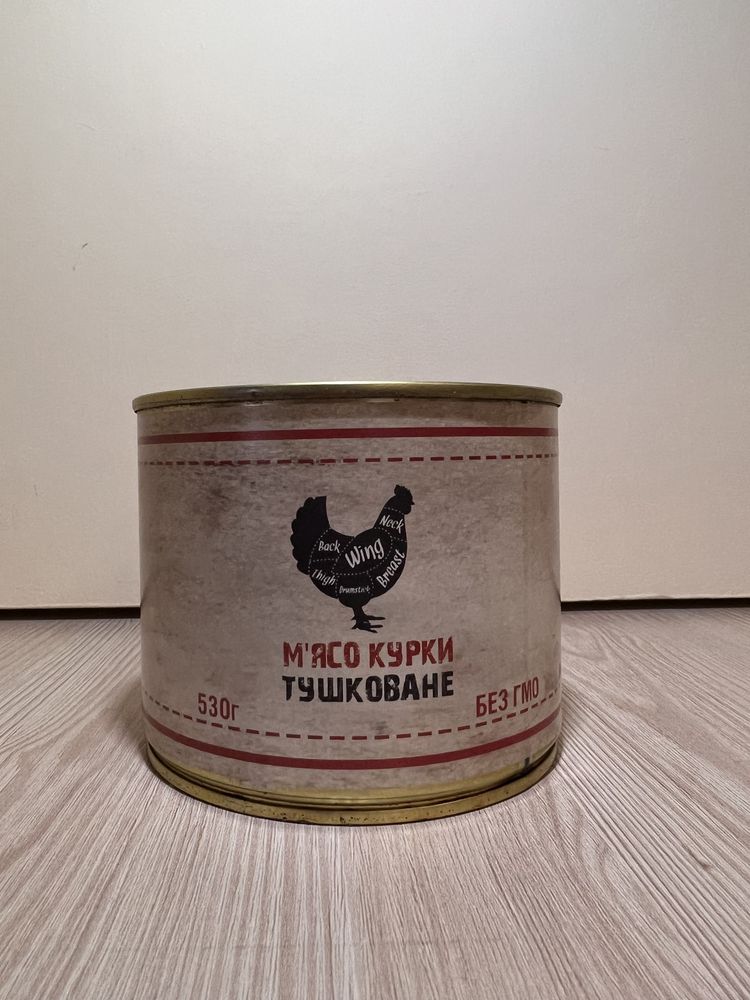 Neck
Back
Wing
Breast
Thigh
Drumstick
М'ЯСО КУРКИ
ТУШКОВАНЕ
530г
БЕЗ ГМО